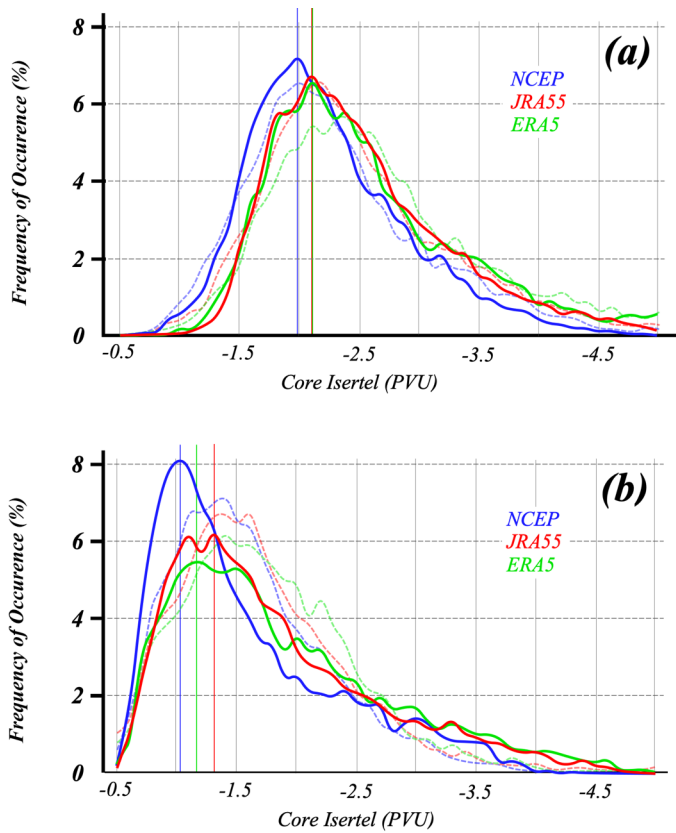 8
(a)
NCEP
JRA55
ERA5
6
4
2
0
Frequency of Occurence (%)
-0.5 -1.5 -2.5 -3.5 -4.5
Core Isertel (PVU)
8
(b)
NCEP
JRA55
ERA5
6
4
2
0
Frequency of Occurence (%)
-0.5 -1.5 -2.5 -3.5 -4.5
Core Isertel (PVU)